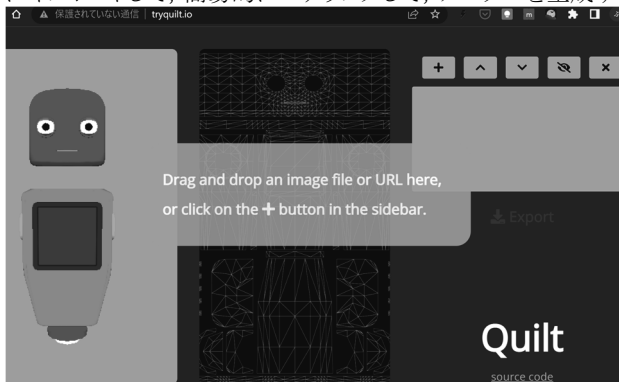 保護されていない通信 | tryquilt.io
Drag and drop an image file or URL here,
or click on the + button in the sidebar.
Export
Quilt
source code